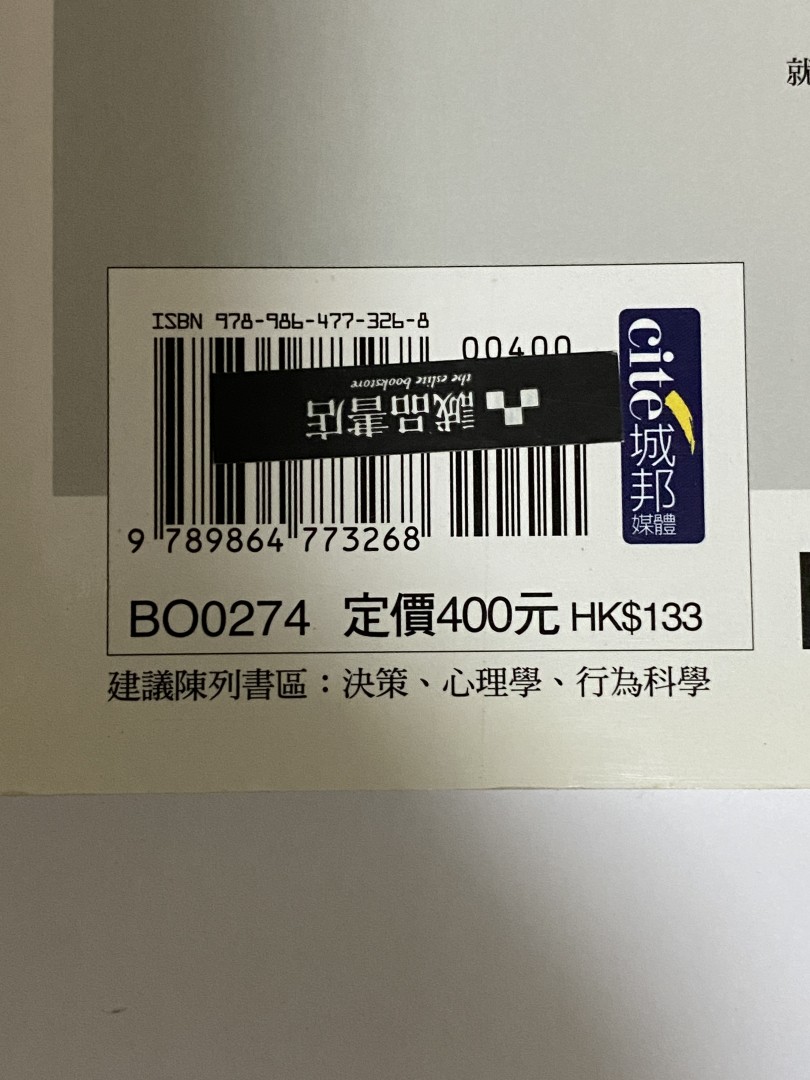 就
ISBN 978-986-477-326-8
00400
the eslite bookstore
誠品書店
cité
城邦
媒體
9 789864 773268
BO0274 定價400元 HK$133
建議陳列書區：決策、心理學、行為科學